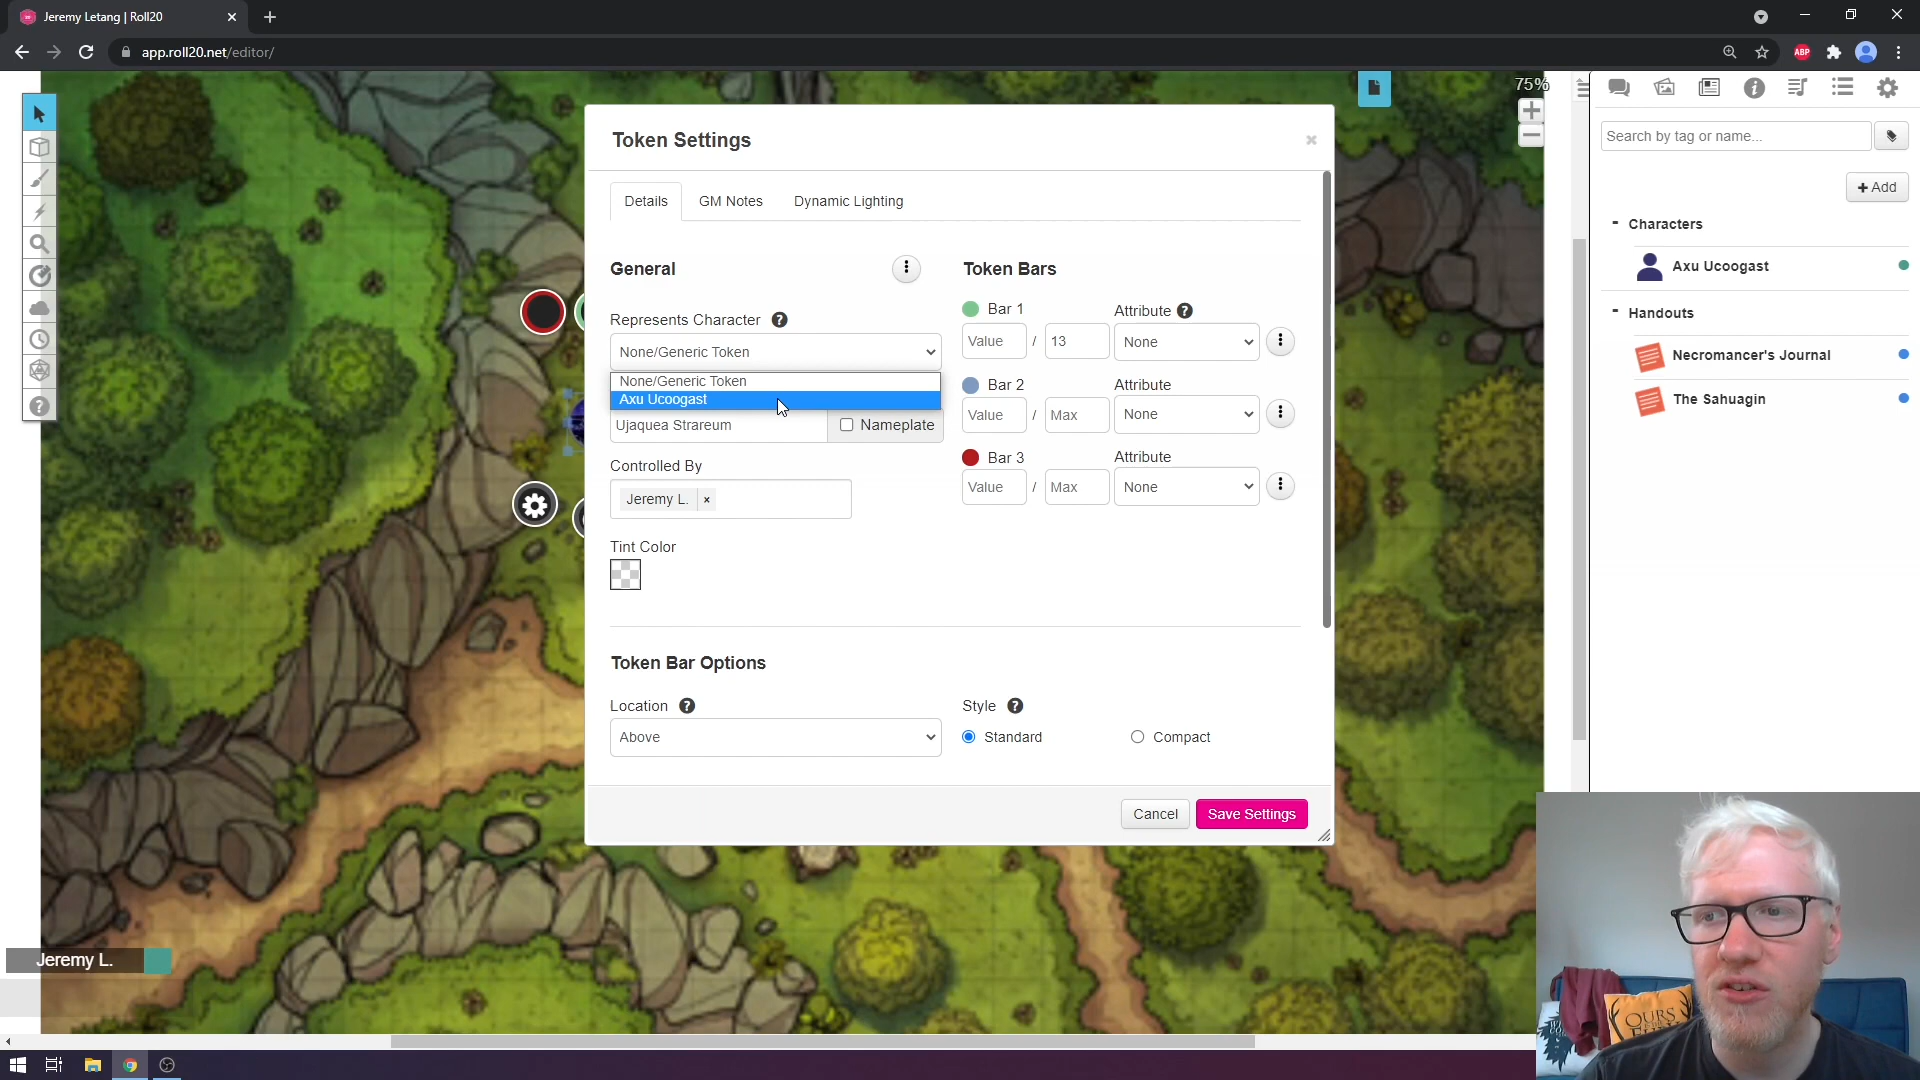 Jeremy Letang | Roll20
app.roll20.net/editor/
ABP
75%
Token Settings
Details GM Notes Dynamic Lighting
General
Represents Character
None/Generic Token
None/Generic Token
Axu Ucoogast
Ujaquea Strareum
Nameplate
Controlled By
Jeremy L. ×
Tint Color
Token Bars
Bar 1 Attribute
Value / 13 None
Bar 2 Attribute
Value / Max None
Bar 3 Attribute
Value / Max None
Token Bar Options
Location
Above
Style
Standard Compact
Cancel Save Settings
Search by tag or name...
+ Add
- Characters
Axu Ucoogast
- Handouts
Necromancer's Journal
The Sahuagin
Jeremy L.
OURS